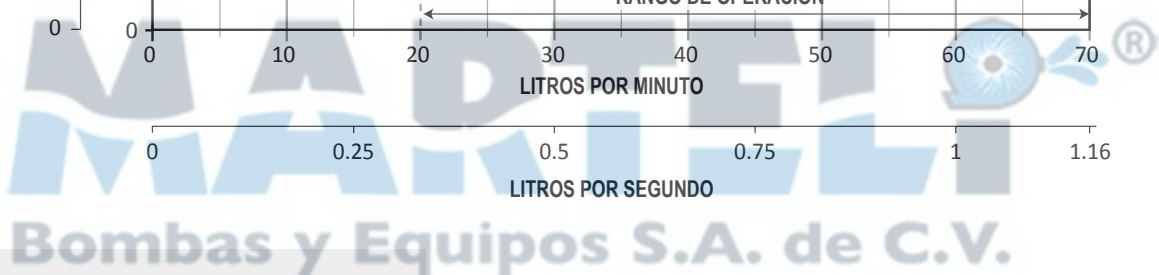 RANGO DE OPERACIÓN
0 0
0 10 20 30 40 50 60 70
LITROS POR MINUTO
MARTELI ®
0 0.25 0.5 0.75 1 1.16
LITROS POR SEGUNDO
Bombas y Equipos S.A. de C.V.